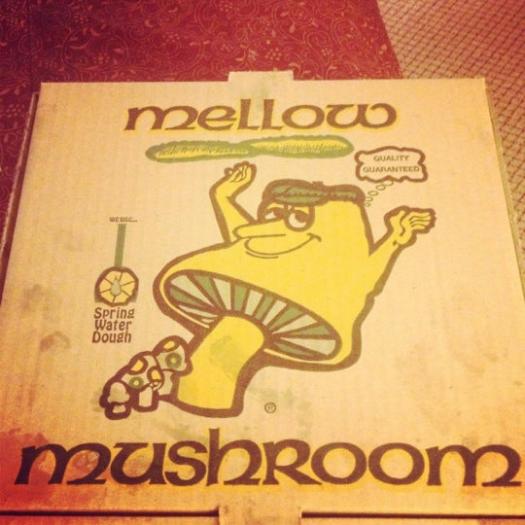 mellow
QUALITY
GUARANTEED
WE USE...
Spring
Water
Dough
®
mushroom